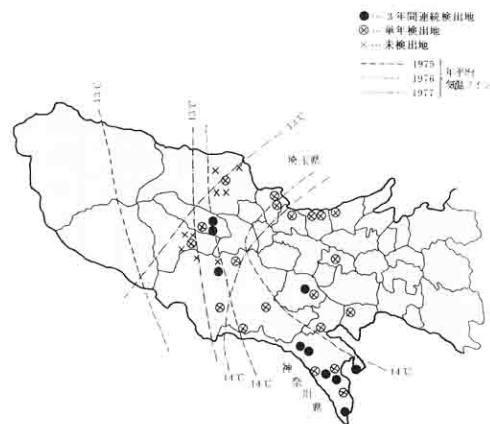 ●…3年間連続検出地
⊗…単年検出地
×…未検出地
1975
1976
1977
年平均
気温ライン
13℃
13℃
13℃
埼玉県
14℃
14℃
14℃
神奈川県